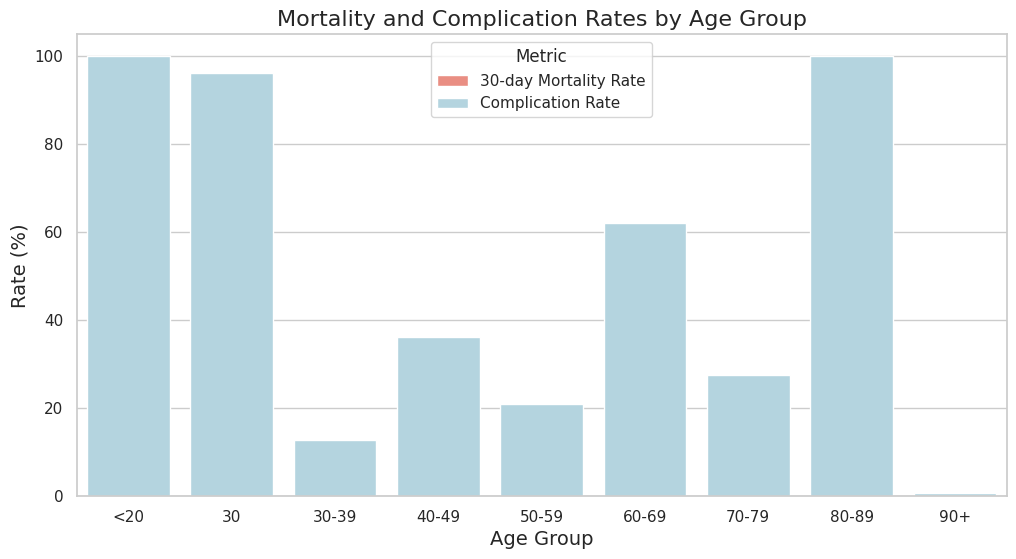 Mortality and Complication Rates by Age Group
Metric
30-day Mortality Rate
Complication Rate
Rate (%)
100
80
60
40
20
0
<20 30 30-39 40-49 50-59 60-69 70-79 80-89 90+
Age Group